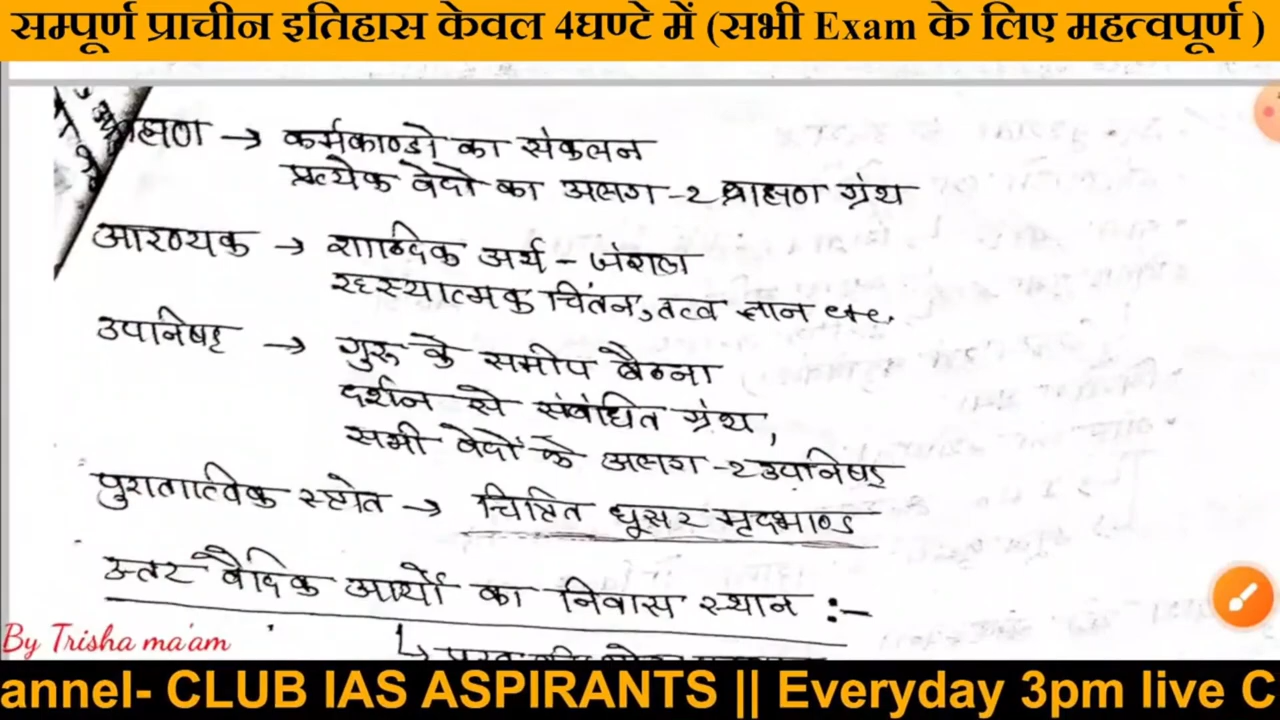 सम्पूर्ण प्राचीन इतिहास केवल 4घण्टे में (सभी Exam के लिए महत्वपूर्ण )
ब्राह्मण → कर्मकाण्डो का संकलन
प्रत्येक वेदो का अलग -2 ब्राह्मण ग्रंथ
आरण्यक → शाब्दिक अर्थ - जंगल
रहस्यात्मक चिंतन, तत्व ज्ञान etc.
उपनिषद् → गुरु के समीप बैठना
दर्शन से संबंधित ग्रंथ,
सभी वेदों के अलग -2 उपनिषद्
पुरातात्विक स्त्रोत → चित्रित धूसर मृदभाण्ड
उत्तर वैदिक आर्यों का निवास स्थान :-
By Trisha ma'am
annel- CLUB IAS ASPIRANTS || Everyday 3pm live C